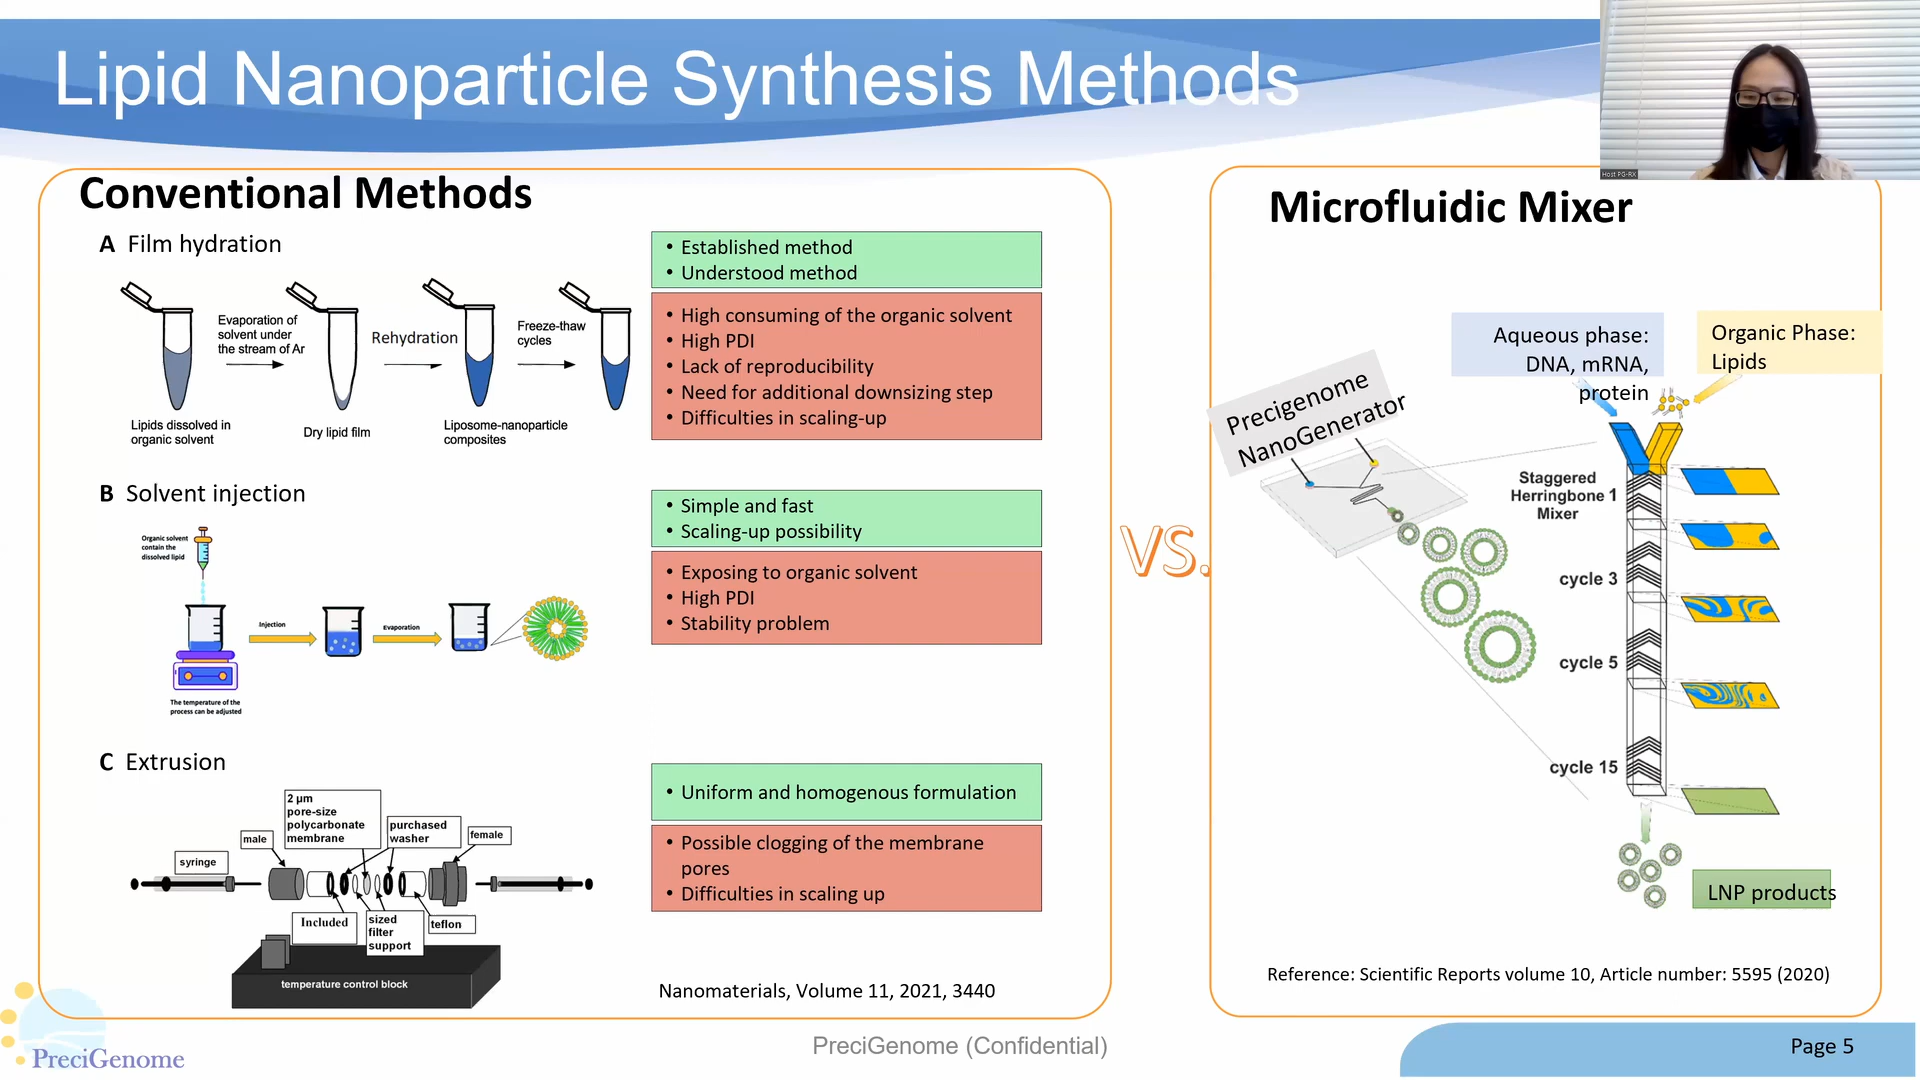 Lipid Nanoparticle Synthesis Methods
Host PG-RX
Conventional Methods
A Film hydration
Evaporation of
solvent under
the stream of Ar
Rehydration
Freeze-thaw
cycles
Lipids dissolved in
organic solvent
Dry lipid film
Liposome-nanoparticle
composites
• Established method
• Understood method
• High consuming of the organic solvent
• High PDI
• Lack of reproducibility
• Need for additional downsizing step
• Difficulties in scaling-up
B Solvent injection
Organic solvent
contain the
dissolved lipid
Injection
Evaporation
The temperature of the
process can be adjusted
• Simple and fast
• Scaling-up possibility
• Exposing to organic solvent
• High PDI
• Stability problem
C Extrusion
2 µm
pore-size
polycarbonate
membrane
purchased
washer
male
female
syringe
Included
sized
filter
support
teflon
temperature control block
• Uniform and homogenous formulation
• Possible clogging of the membrane
pores
• Difficulties in scaling up
Nanomaterials, Volume 11, 2021, 3440
VS.
Microfluidic Mixer
Aqueous phase:
DNA, mRNA,
protein
Organic Phase:
Lipids
Precigenome
NanoGenerator
Staggered
Herringbone 1
Mixer
cycle 3
cycle 5
cycle 15
LNP products
Reference: Scientific Reports volume 10, Article number: 5595 (2020)
PreciGenome
PreciGenome (Confidential)
Page 5